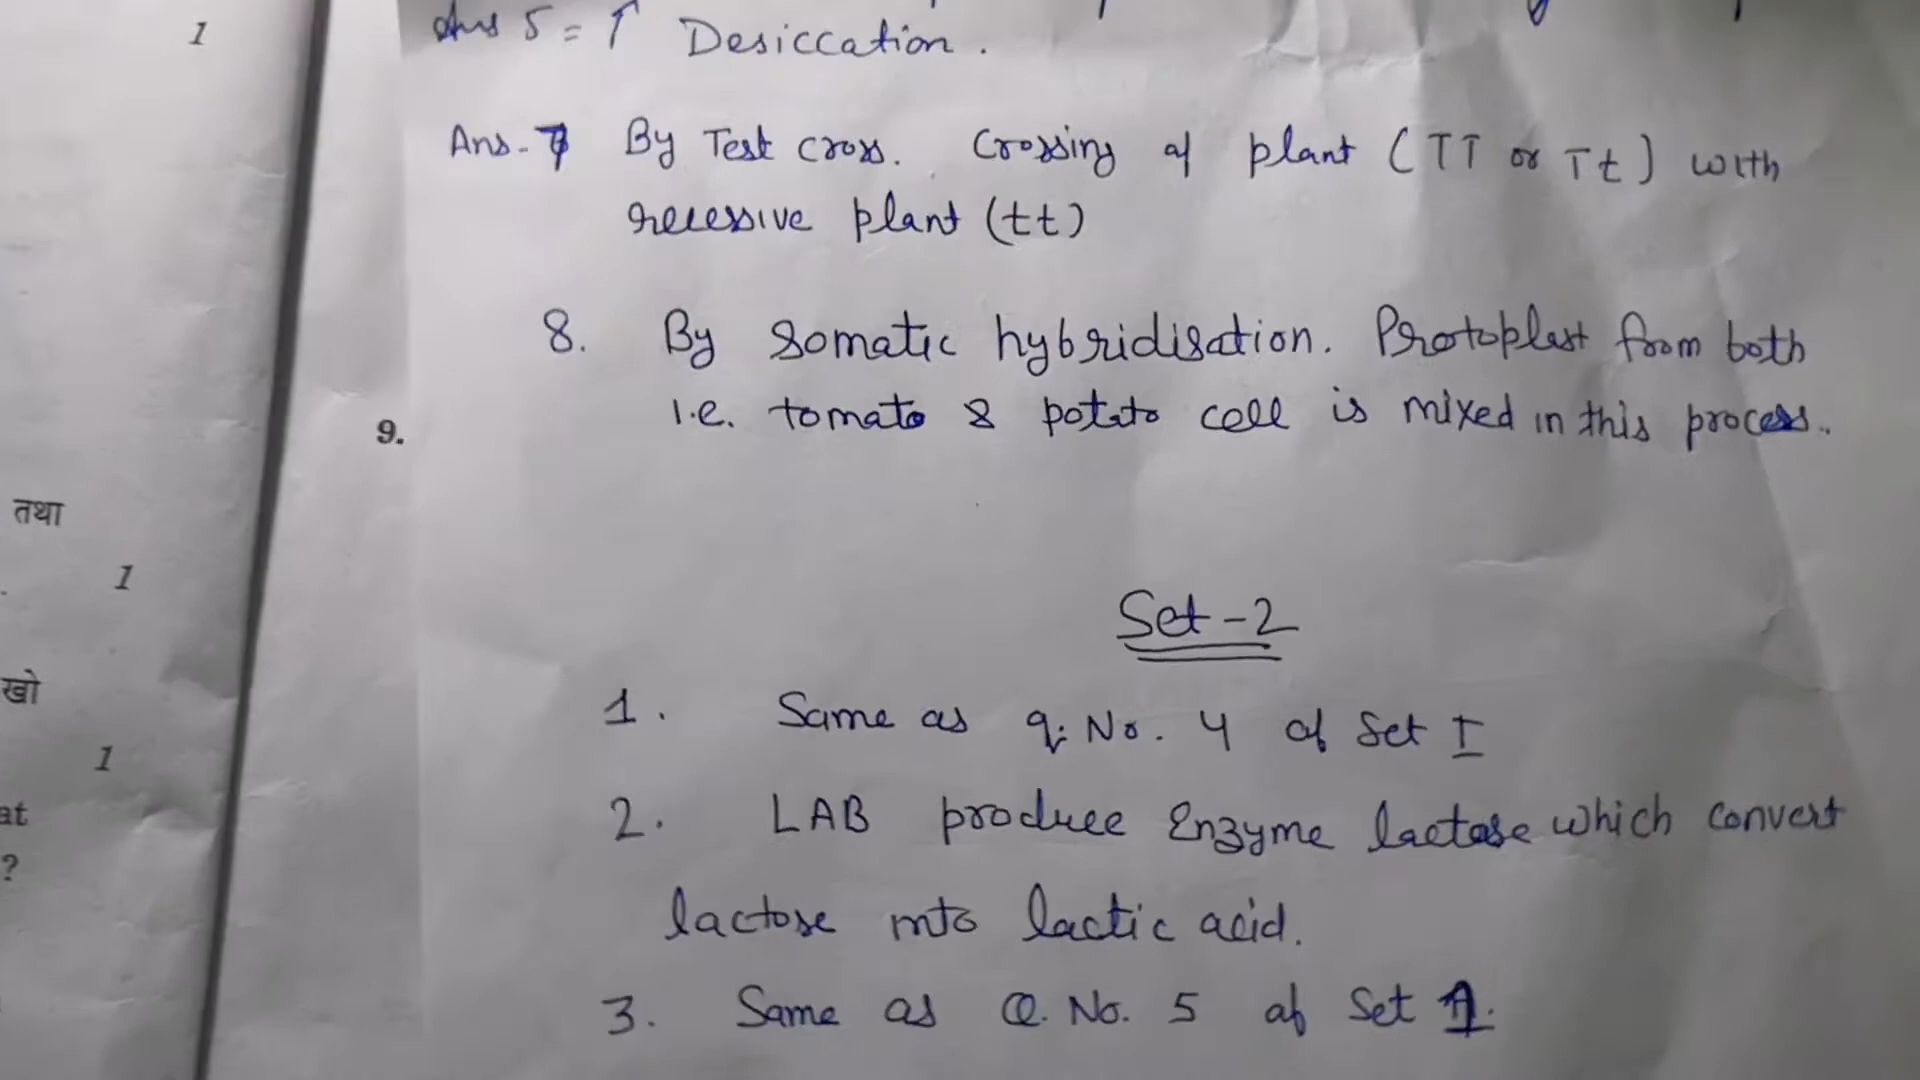 1
Ans 5 = ↑ Desiccation.
Ans-7 By Test cross. Crossing of plant (TT or Tt) with
recessive plant (tt)
8. By Somatic hybridisation. Protoplast from both
i.e. tomato & potato cell is mixed in this process.
9.
तथा
1
Set-2
खो
1. Same as q. No. 4 of Set I
1
at
2. LAB produce Enzyme lactase which convert
?
lactose into lactic acid.
3. Same as Q. No. 5 of Set 1.